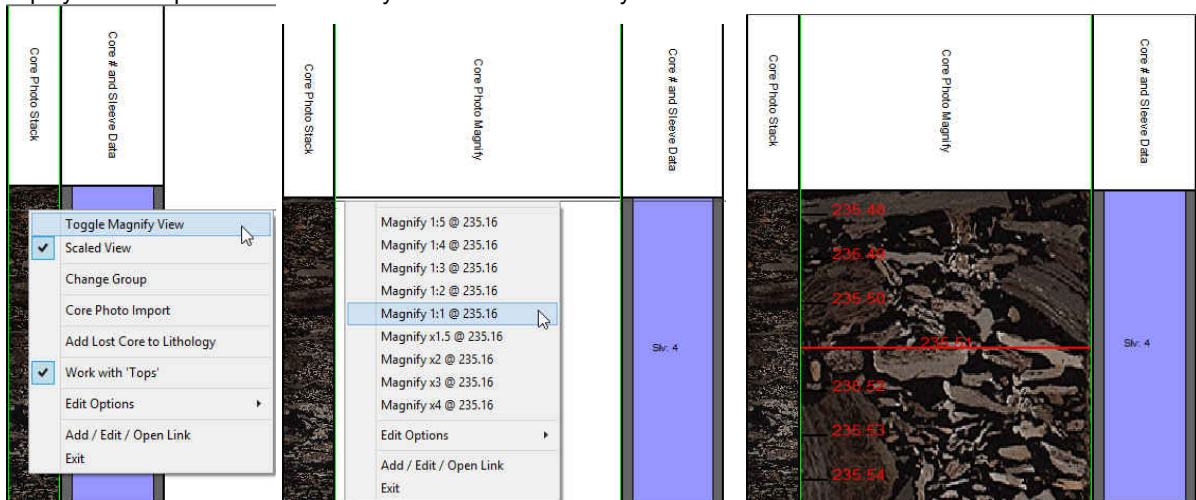 Core Photo Stack
Core # and Sleeve Data
Toggle Magnify View
Scaled View
Change Group
Core Photo Import
Add Lost Core to Lithology
Work with 'Tops'
Edit Options
Add / Edit / Open Link
Exit
Core Photo Stack
Core Photo Magnify
Core # and Sleeve Data
Magnify 1:5 @ 235.16
Magnify 1:4 @ 235.16
Magnify 1:3 @ 235.16
Magnify 1:2 @ 235.16
Magnify 1:1 @ 235.16
Magnify x1.5 @ 235.16
Magnify x2 @ 235.16
Magnify x3 @ 235.16
Magnify x4 @ 235.16
Edit Options
Add / Edit / Open Link
Exit
Slv: 4
Core Photo Stack
Core Photo Magnify
Core # and Sleeve Data
235.48
235.49
235.50
235.51
235.52
235.53
235.54
Slv: 4